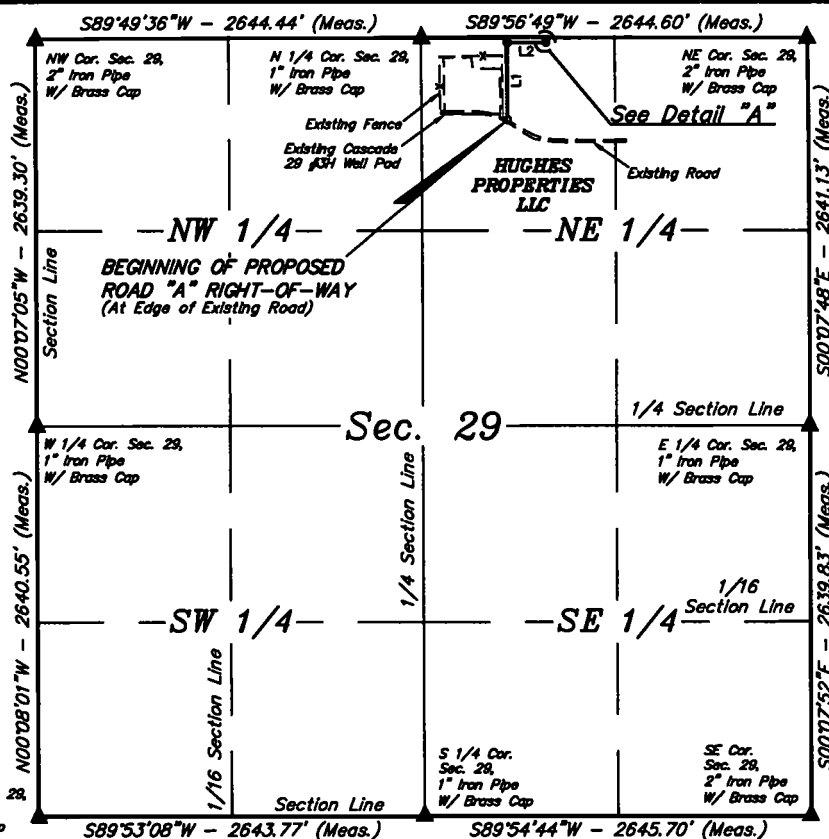 S89°49'36"W - 2644.44' (Meas.)
S89°56'49"W - 2644.60' (Meas.)
NW Cor. Sec. 29,
2" Iron Pipe
W/ Brass Cap
N 1/4 Cor. Sec. 29,
1" Iron Pipe
W/ Brass Cap
NE Cor. Sec. 29,
2" Iron Pipe
W/ Brass Cap
L2
L1
See Detail "A"
Existing Fence
Existing Cascade
29 #3H Well Pad
HUGHES
PROPERTIES
LLC
Existing Road
N00°07'05"W - 2639.30' (Meas.)
Section Line
S00°07'48"E - 2641.13' (Meas.)
NW 1/4
NE 1/4
BEGINNING OF PROPOSED
ROAD "A" RIGHT-OF-WAY
(At Edge of Existing Road)
1/4 Section Line
Sec. 29
W 1/4 Cor. Sec. 29,
1" Iron Pipe
W/ Brass Cap
E 1/4 Cor. Sec. 29,
1" Iron Pipe
W/ Brass Cap
N00°08'01"W - 2640.55' (Meas.)
1/4 Section Line
S00°07'52"E - 2639.83' (Meas.)
1/16
Section Line
SW 1/4
SE 1/4
1/16 Section Line
S 1/4 Cor.
Sec. 29,
1" Iron Pipe
W/ Brass Cap
SE Cor.
Sec. 29,
2" Iron Pipe
W/ Brass Cap
29,
Section Line
S89°53'08"W - 2643.77' (Meas.)
S89°54'44"W - 2645.70' (Meas.)